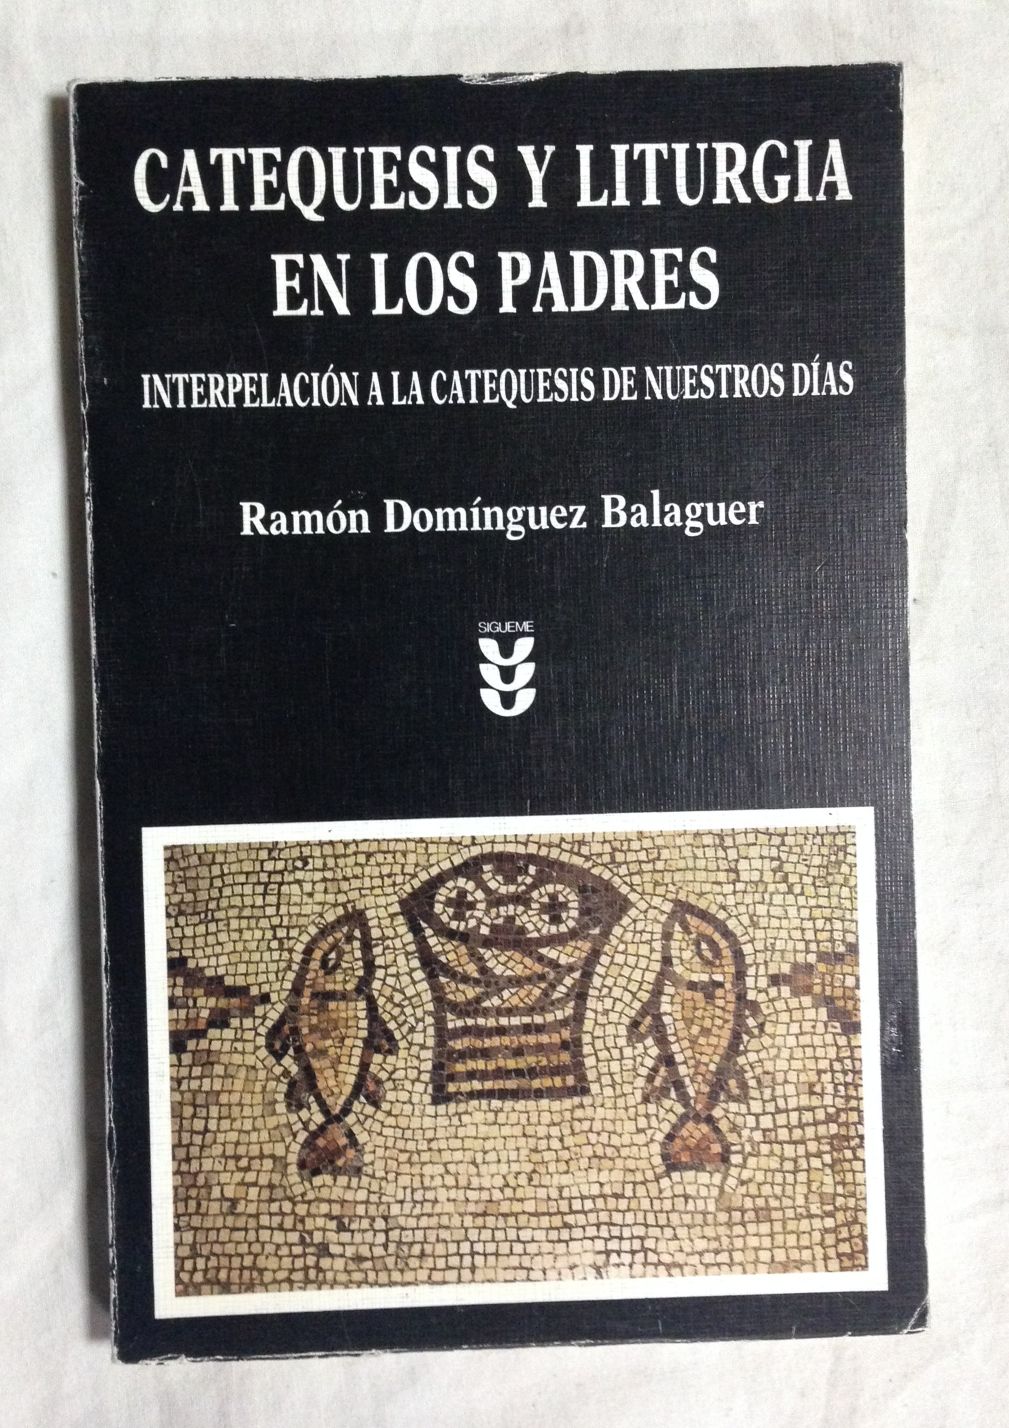 CATEQUESIS Y LITURGIA
EN LOS PADRES
INTERPELACIÓN A LA CATEQUESIS DE NUESTROS DÍAS
Ramón Domínguez Balaguer
SIGUEME